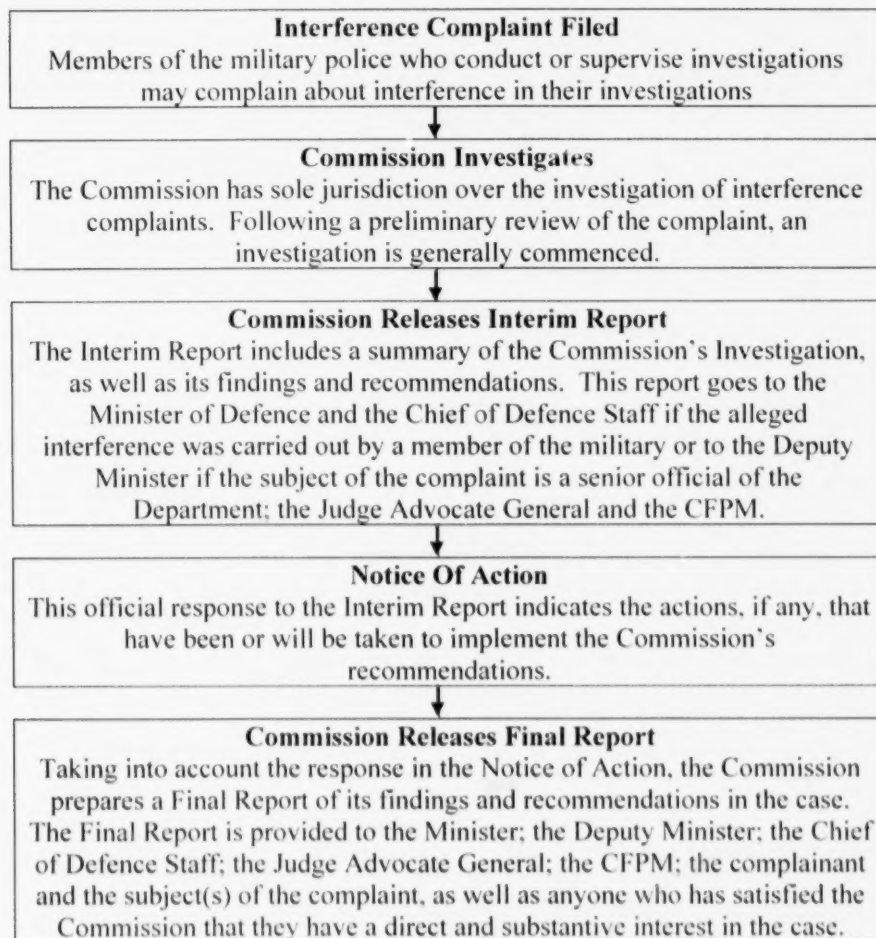 Interference Complaint Filed
Members of the military police who conduct or supervise investigations
may complain about interference in their investigations
Commission Investigates
The Commission has sole jurisdiction over the investigation of interference
complaints. Following a preliminary review of the complaint, an
investigation is generally commenced.
Commission Releases Interim Report
The Interim Report includes a summary of the Commission's Investigation,
as well as its findings and recommendations. This report goes to the
Minister of Defence and the Chief of Defence Staff if the alleged
interference was carried out by a member of the military or to the Deputy
Minister if the subject of the complaint is a senior official of the
Department; the Judge Advocate General and the CFPM.
Notice Of Action
This official response to the Interim Report indicates the actions, if any, that
have been or will be taken to implement the Commission's
recommendations.
Commission Releases Final Report
Taking into account the response in the Notice of Action, the Commission
prepares a Final Report of its findings and recommendations in the case.
The Final Report is provided to the Minister; the Deputy Minister; the Chief
of Defence Staff; the Judge Advocate General; the CFPM; the complainant
and the subject(s) of the complaint, as well as anyone who has satisfied the
Commission that they have a direct and substantive interest in the case.